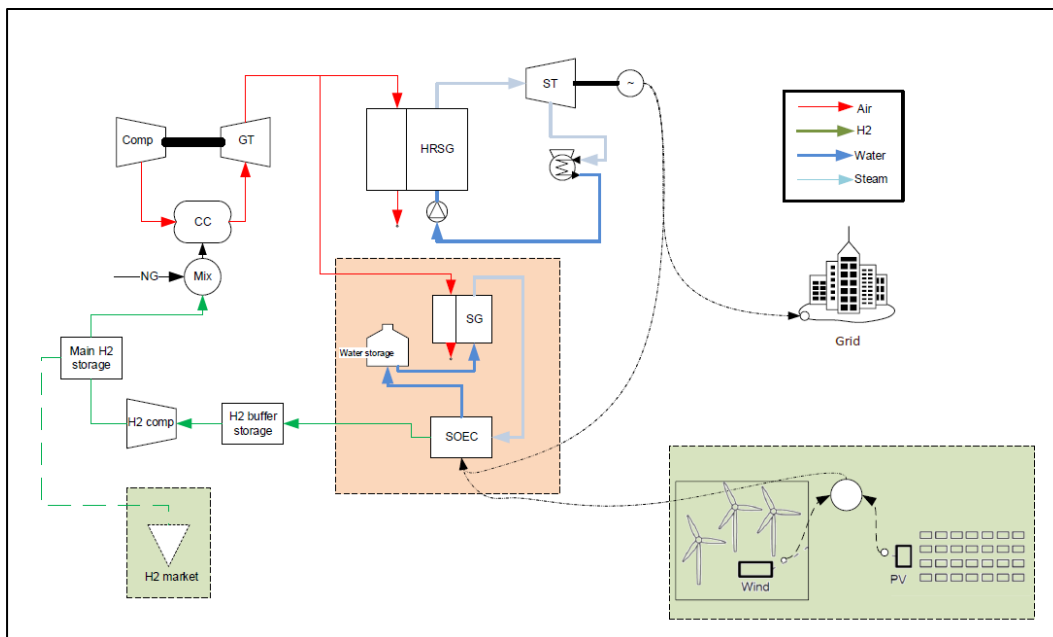 ST
~
Air
H2
Water
Steam
Comp
GT
HRSG
CC
NG
Mix
SG
Water storage
Grid
Main H2
storage
H2 comp
H2 buffer
storage
SOEC
H2 market
Wind
PV